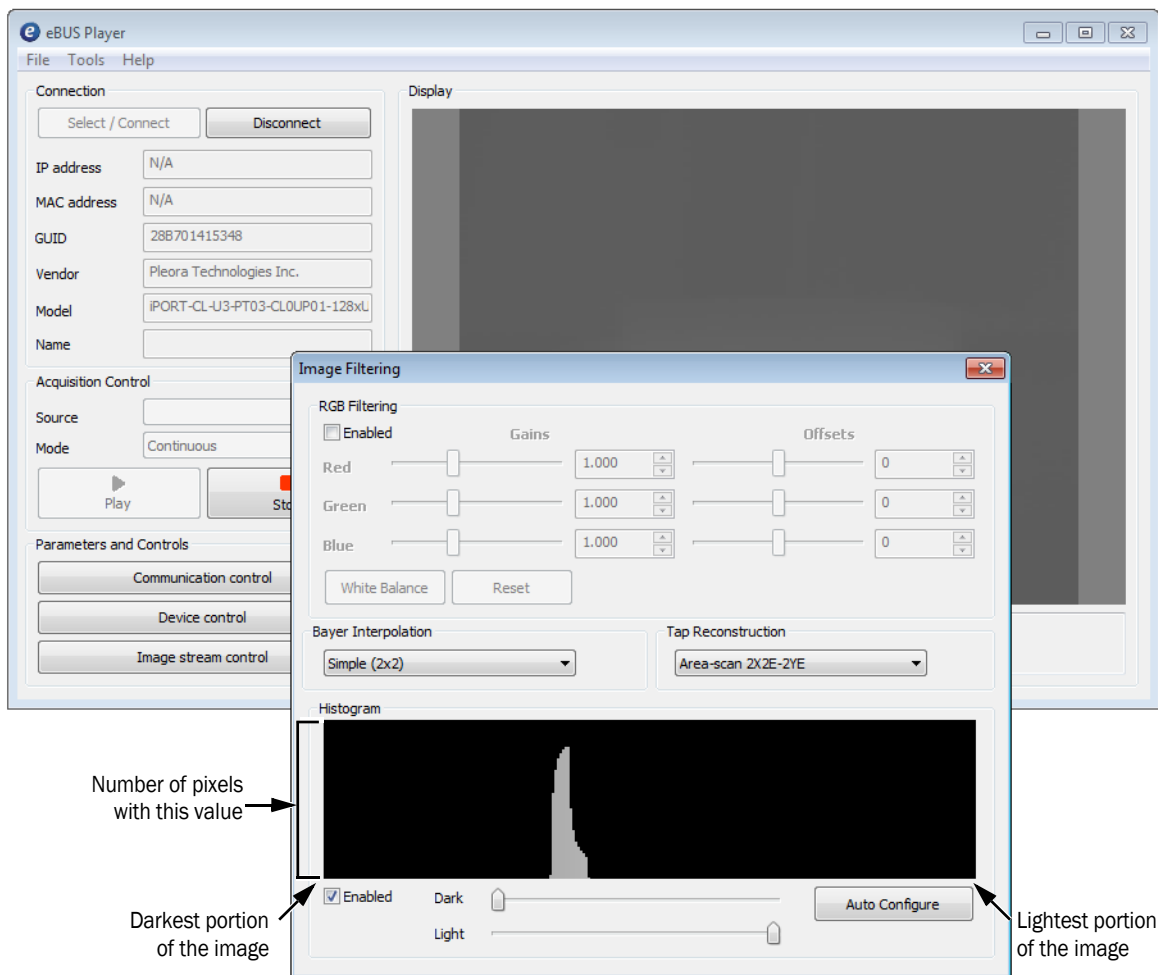 eBUS Player
File Tools Help
Connection
Select / Connect
Disconnect
IP address
N/A
MAC address
N/A
GUID
28B701415348
Vendor
Pleora Technologies Inc.
Model
iPORT-CL-U3-PT03-CL0UP01-128xU
Name
Acquisition Control
Source
Mode
Continuous
Play
Parameters and Controls
Communication control
Device control
Image stream control
Display
Image Filtering
RGB Filtering
Enabled
Gains
Offsets
Red
1.000
0
Green
1.000
0
Blue
1.000
0
White Balance
Reset
Bayer Interpolation
Simple (2x2)
Tap Reconstruction
Area-scan 2X2E-2YE
Histogram
Enabled
Dark
Light
Auto Configure
Number of pixels
with this value
Darkest portion
of the image
Lightest portion
of the image